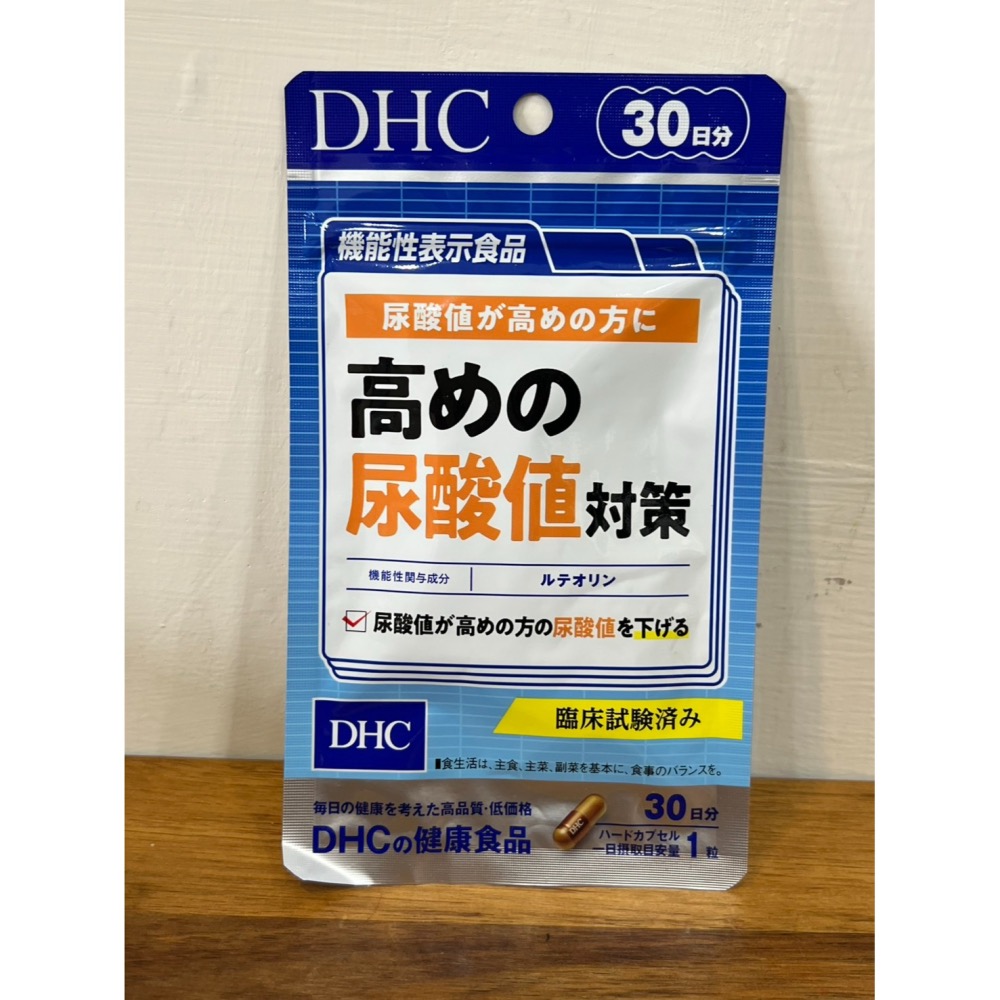 DHC
30日分
機能性表示食品
尿酸値が高めの方に
高めの
尿酸値対策
機能性関与成分 ルテオリン
尿酸値が高めの方の尿酸値を下げる
臨床試験済み
DHC
食生活は、主食、主菜、副菜を基本に、食事のバランスを。
毎日の健康を考えた高品質・低価格
DHCの健康食品
DHC
30日分
ハードカプセル
一日摂取目安量 1粒